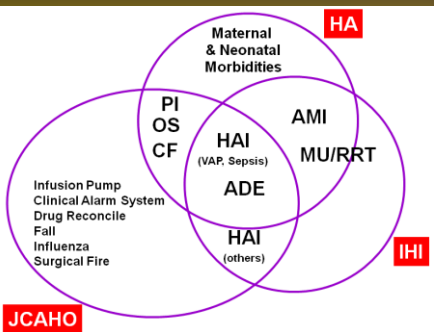 HA
Maternal
& Neonatal
Morbidities
PI
OS
CF
HAI
(VAP, Sepsis)
ADE
AMI
MU/RRT
Infusion Pump
Clinical Alarm System
Drug Reconcile
Fall
Influenza
Surgical Fire
HAI
(others)
IHI
JCAHO